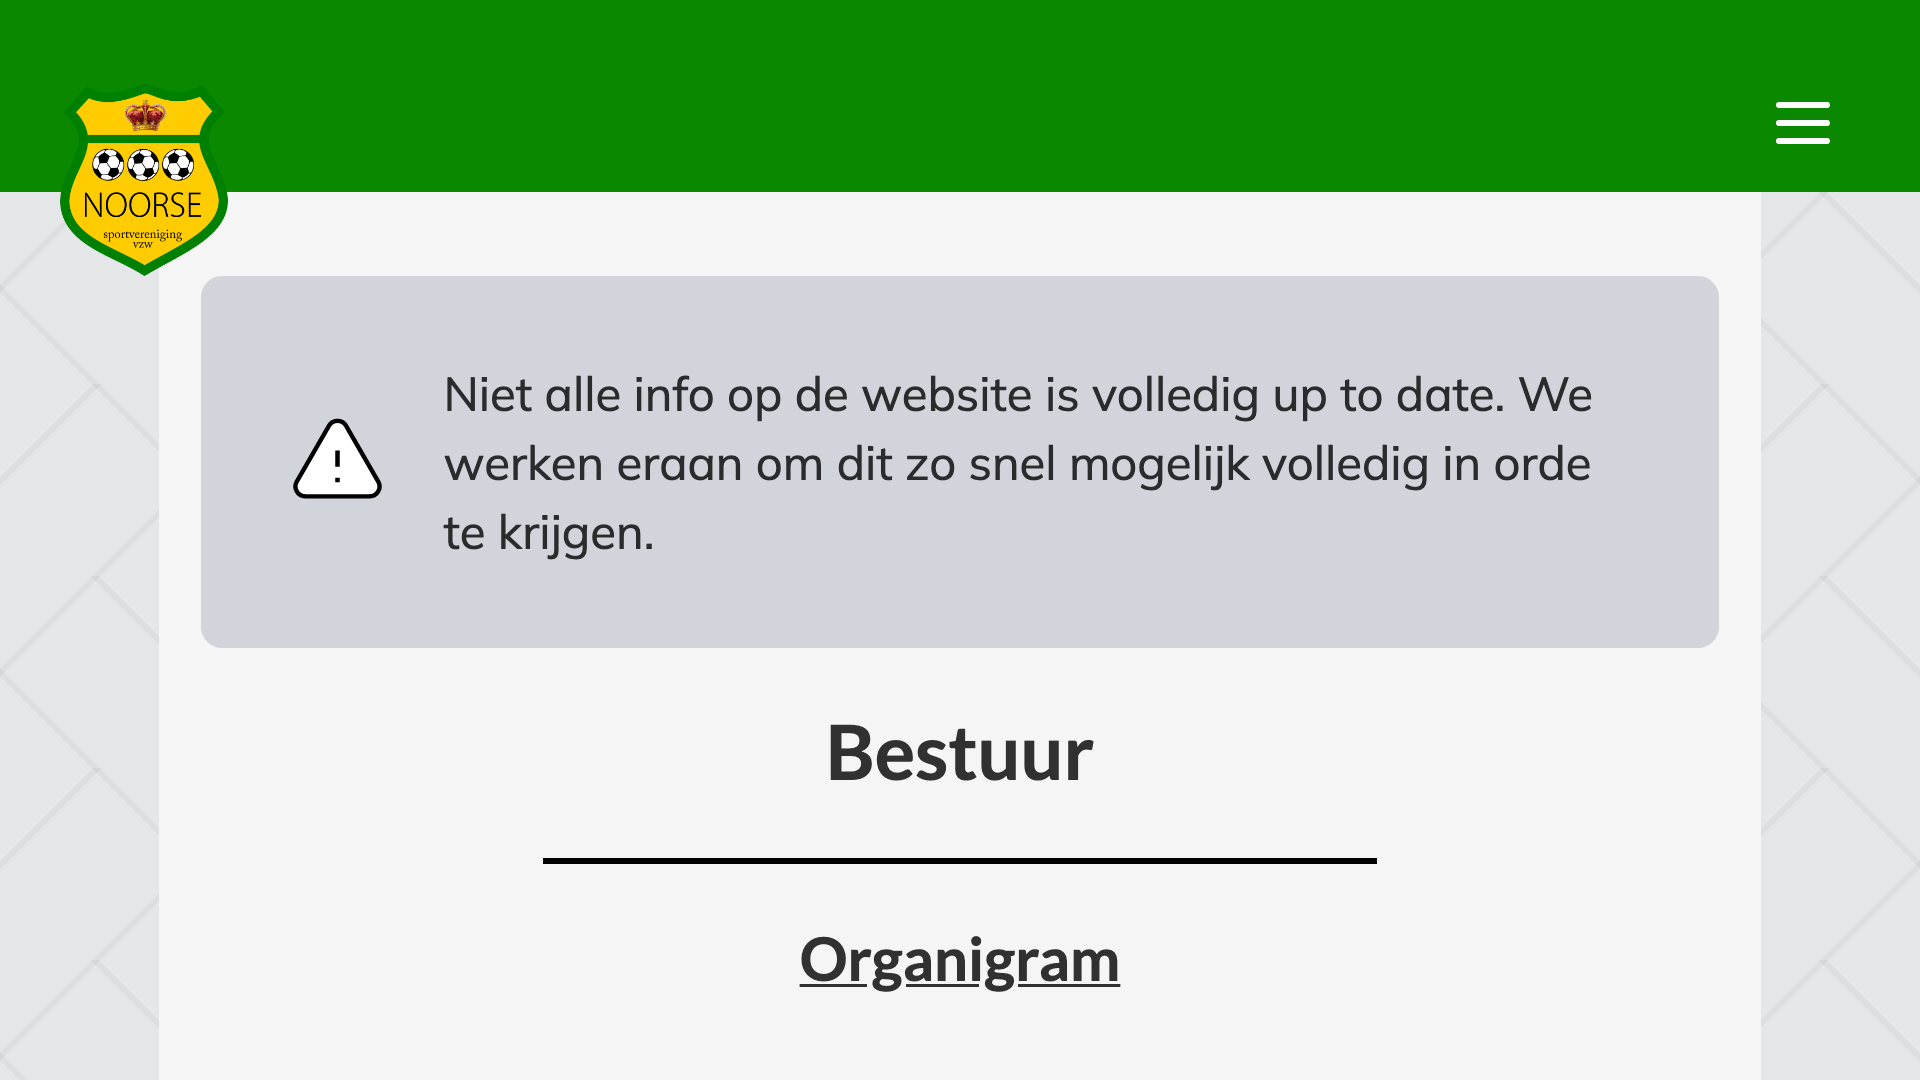 NOORSE
sportvereniging
vzw
Niet alle info op de website is volledig up to date. We
werken eraan om dit zo snel mogelijk volledig in orde
te krijgen.
Bestuur
Organigram